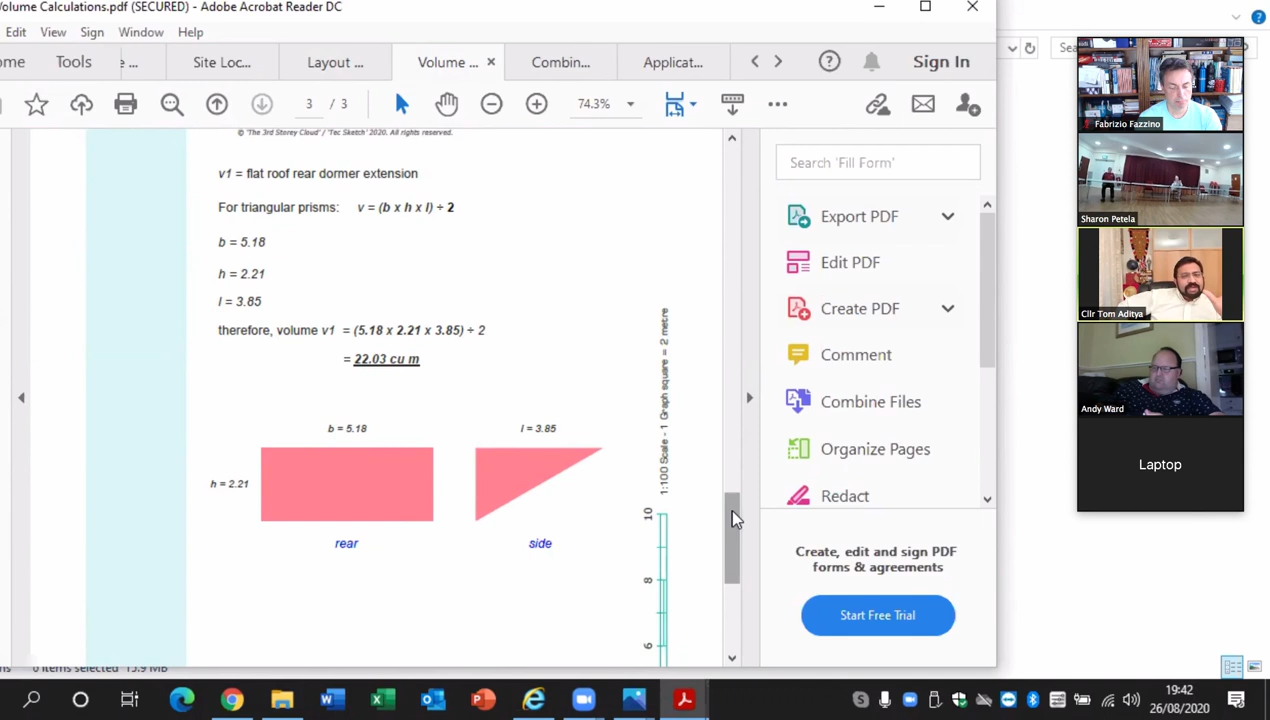 Volume Calculations.pdf (SECURED) - Adobe Acrobat Reader DC
Edit View Sign Window Help
ome Tools e ... Site Loc... Layout ... Volume ... × Combin... Applicat... Sign In
3 / 3 74.3%
© 'The 3rd Storey Cloud' / 'Tec Sketch' 2020. All rights reserved.
v1 = flat roof rear dormer extension
For triangular prisms: v = (b x h x l) ÷ 2
b = 5.18
h = 2.21
l = 3.85
therefore, volume v1 = (5.18 x 2.21 x 3.85) ÷ 2
= 22.03 cu m
b = 5.18 l = 3.85
h = 2.21
rear side
1:100 Scale - 1 Graph square = 2 metre
10
8
6
Search 'Fill Form'
Export PDF
Edit PDF
Create PDF
Comment
Combine Files
Organize Pages
Redact
Create, edit and sign PDF
forms & agreements
Start Free Trial
Sea
Fabrizio Fazzino
Sharon Petela
Cllr Tom Aditya
Andy Ward
Laptop
selected 15.9 MB
19:42
26/08/2020